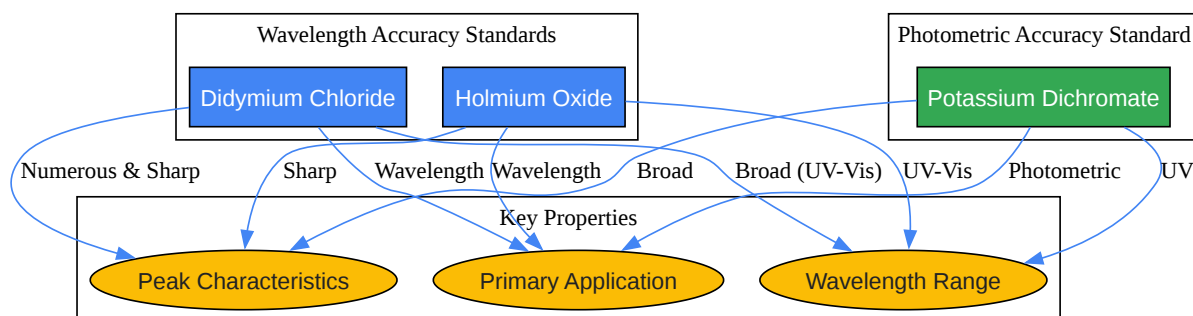 Wavelength Accuracy Standards
Photometric Accuracy Standard
Didymium Chloride
Holmium Oxide
Potassium Dichromate
Numerous & Sharp
Sharp
Wavelength
Wavelength
Broad
Broad (UV-Vis)
UV-Vis
Photometric
UV
Key Properties
Peak Characteristics
Primary Application
Wavelength Range